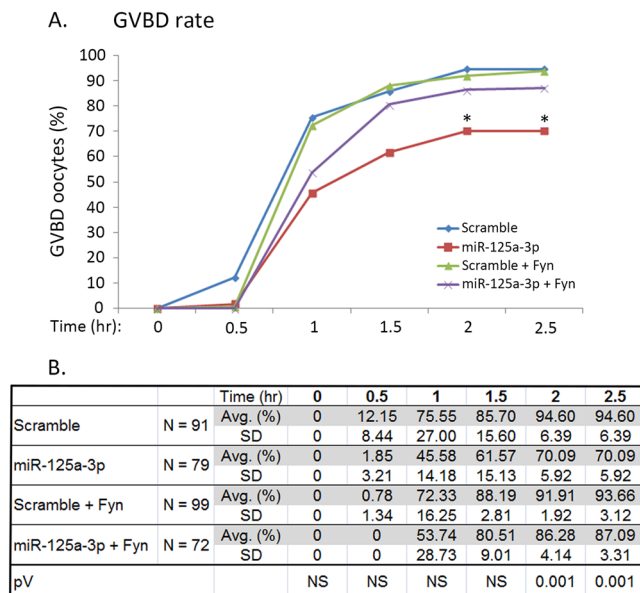 A. GVBD rate
100
90
80
70
60
50
40
30
20
10
0
GVBD oocytes (%)
* *
Scramble
miR-125a-3p
Scramble + Fyn
miR-125a-3p + Fyn
Time (hr): 0 0.5 1 1.5 2 2.5
B.
Time (hr) 0 0.5 1 1.5 2 2.5
Scramble N = 91 Avg. (%) 0 12.15 75.55 85.70 94.60 94.60
SD 0 8.44 27.00 15.60 6.39 6.39
miR-125a-3p N = 79 Avg. (%) 0 1.85 45.58 61.57 70.09 70.09
SD 0 3.21 14.18 15.13 5.92 5.92
Scramble + Fyn N = 99 Avg. (%) 0 0.78 72.33 88.19 91.91 93.66
SD 0 1.34 16.25 2.81 1.92 3.12
miR-125a-3p + Fyn N = 72 Avg. (%) 0 0 53.74 80.51 86.28 87.09
SD 0 0 28.73 9.01 4.14 3.31
pV NS NS NS NS 0.001 0.001